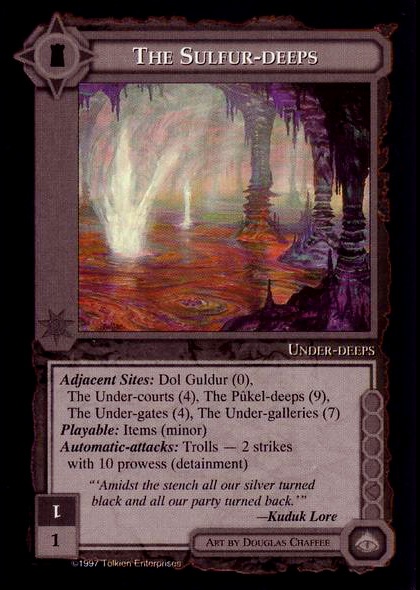 THE SULFUR-DEEPS
UNDER-DEEPS
Adjacent Sites: Dol Guldur (0),
The Under-courts (4), The Pûkel-deeps (9),
The Under-gates (4), The Under-galleries (7)
Playable: Items (minor)
Automatic-attacks: Trolls — 2 strikes
with 10 prowess (detainment)
“‘Amidst the stench all our silver turned
black and all our party turned back.’”
—Kuduk Lore
1
1
ART BY DOUGLAS CHAFFEE
©1997 Tolkien Enterprises